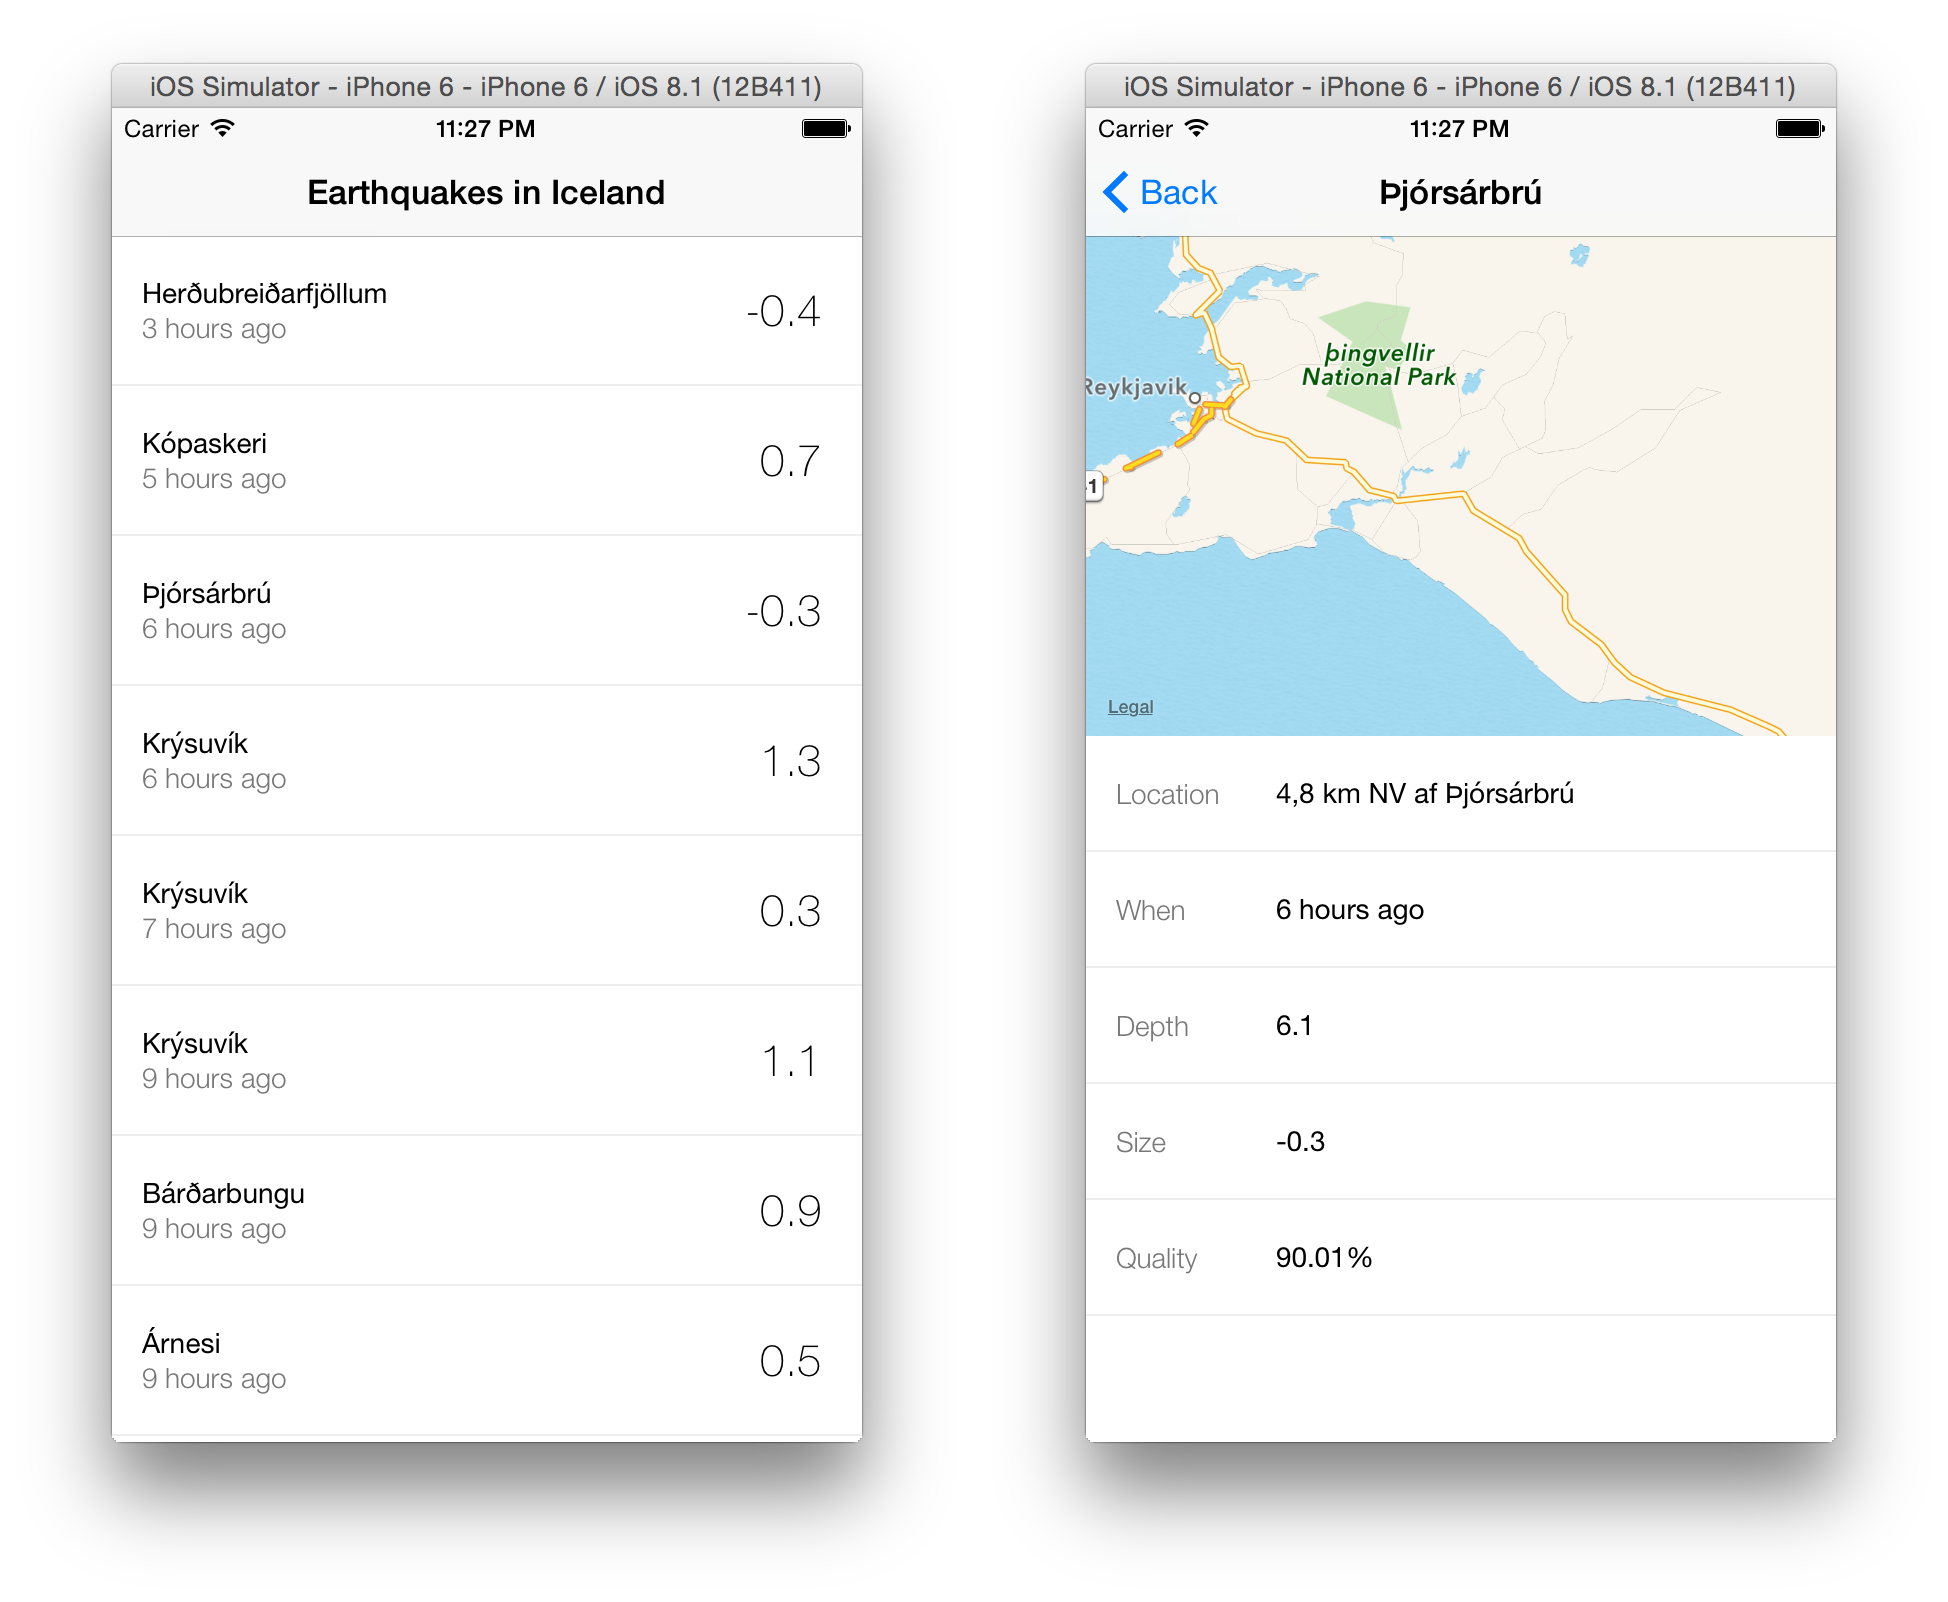 iOS Simulator - iPhone 6 - iPhone 6 / iOS 8.1 (12B411)
Carrier 11:27 PM
Earthquakes in Iceland
Herðubreiðarfjöllum
3 hours ago
-0.4
Kópaskeri
5 hours ago
0.7
Þjórsárbrú
6 hours ago
-0.3
Krýsuvík
6 hours ago
1.3
Krýsuvík
7 hours ago
0.3
Krýsuvík
9 hours ago
1.1
Bárðarbungu
9 hours ago
0.9
Árnesi
9 hours ago
0.5
iOS Simulator - iPhone 6 - iPhone 6 / iOS 8.1 (12B411)
Carrier 11:27 PM
Back Þjórsárbrú
þingvellir
National Park
Reykjavik
Legal
Location 4,8 km NV af Þjórsárbrú
When 6 hours ago
Depth 6.1
Size -0.3
Quality 90.01%